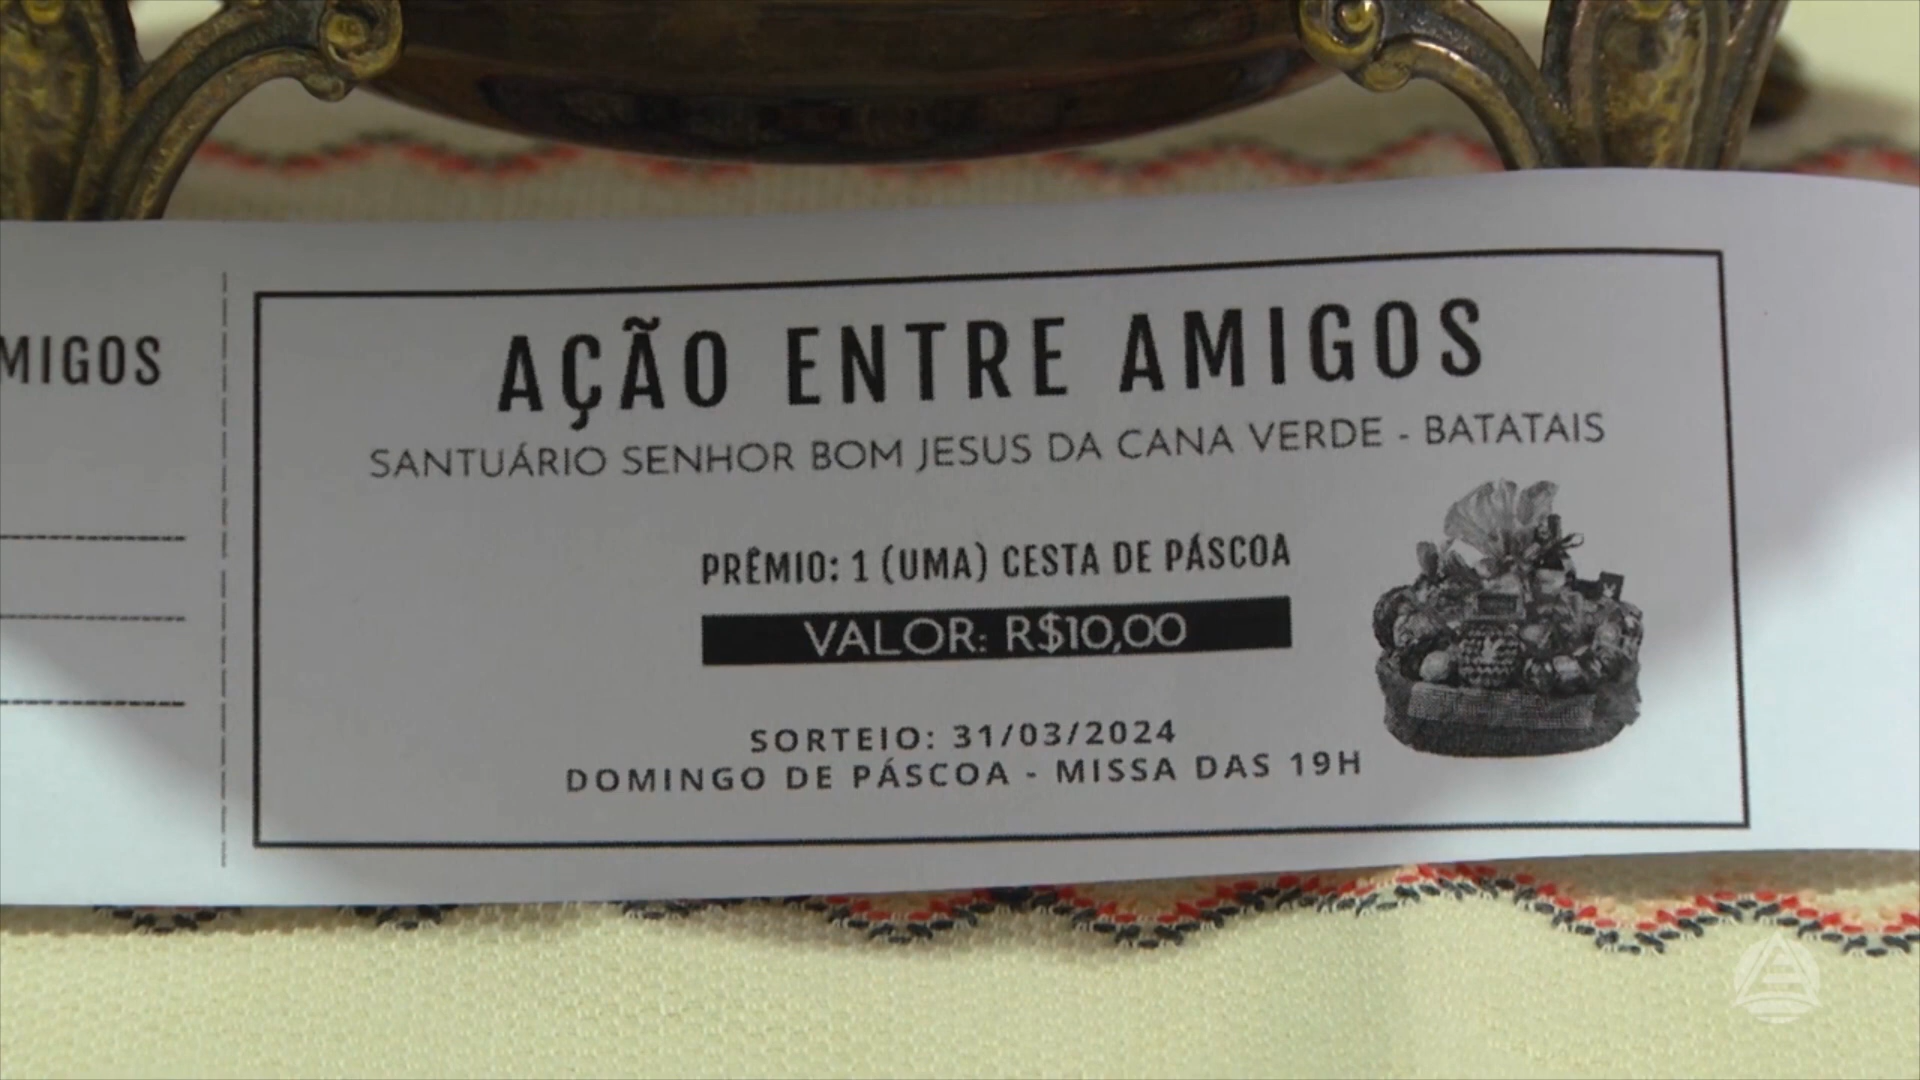 MIGOS
AÇÃO ENTRE AMIGOS
SANTUÁRIO SENHOR BOM JESUS DA CANA VERDE - BATATAIS
PRÊMIO: 1 (UMA) CESTA DE PÁSCOA
VALOR: R$10,00
SORTEIO: 31/03/2024
DOMINGO DE PÁSCOA - MISSA DAS 19H